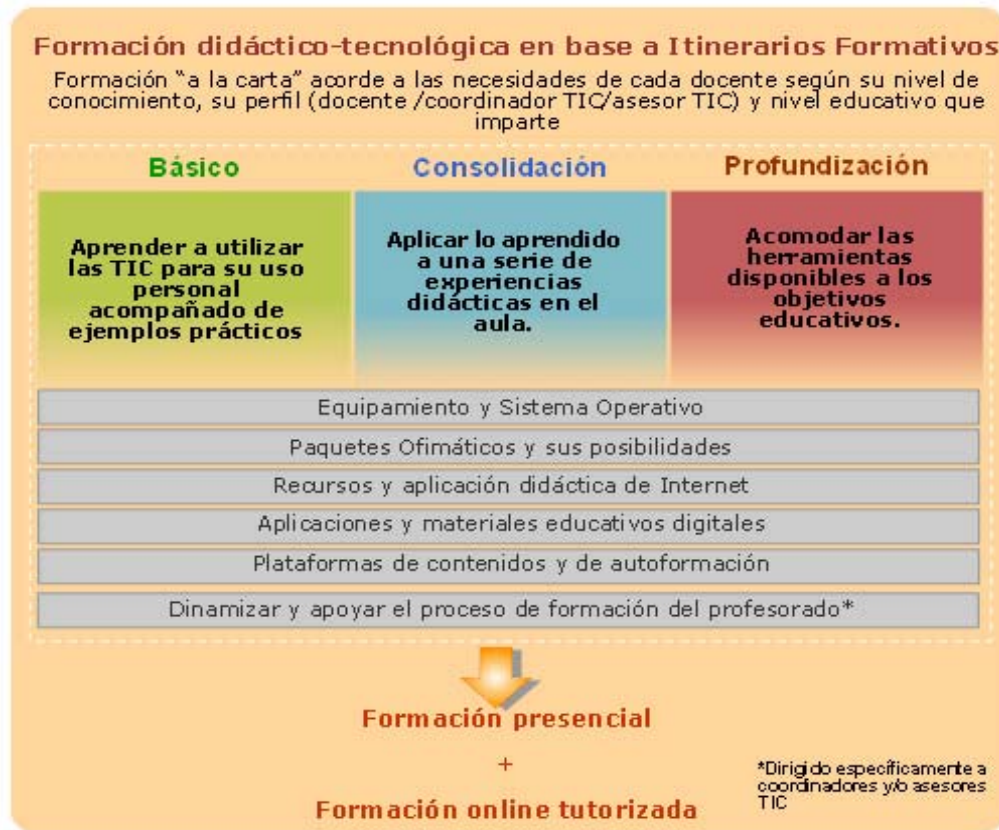 Formación didáctico-tecnológica en base a Itinerarios Formativos
Formación "a la carta" acorde a las necesidades de cada docente según su nivel de
conocimiento, su perfil (docente /coordinador TIC/asesor TIC) y nivel educativo que
imparte
Básico
Aprender a utilizar
las TIC para su uso
personal
acompañado de
ejemplos prácticos
Consolidación
Aplicar lo aprendido
a una serie de
experiencias
didácticas en el
aula.
Profundización
Acomodar las
herramientas
disponibles a los
objetivos
educativos.
Equipamiento y Sistema Operativo
Paquetes Ofimáticos y sus posibilidades
Recursos y aplicación didáctica de Internet
Aplicaciones y materiales educativos digitales
Plataformas de contenidos y de autoformación
Dinamizar y apoyar el proceso de formación del profesorado*
Formación presencial
+
Formación online tutorizada
*Dirigido específicamente a
coordinadores y/o asesores
TIC